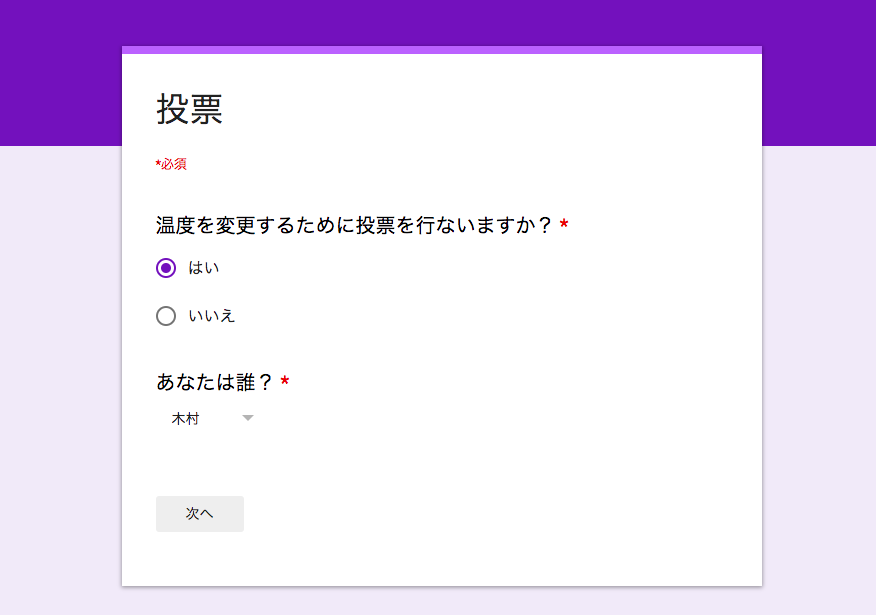 投票
*必須
温度を変更するために投票を行ないますか？ *
はい
いいえ
あなたは誰？ *
木村
次へ